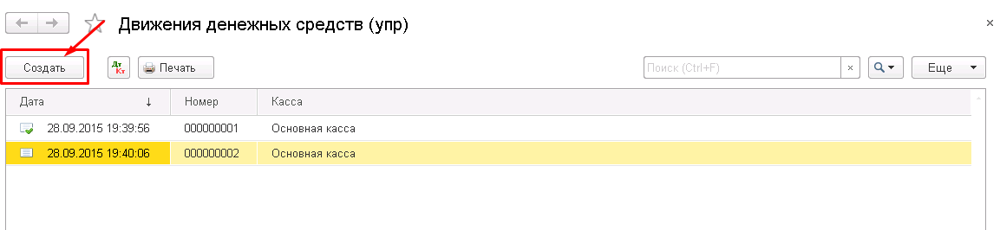 Движения денежных средств (упр)
×
Создать
Дт
Кт
Печать
Поиск (Ctrl+F)
×
Еще
Дата ↓ Номер Касса
28.09.2015 19:39:56 000000001 Основная касса
28.09.2015 19:40:06 000000002 Основная касса